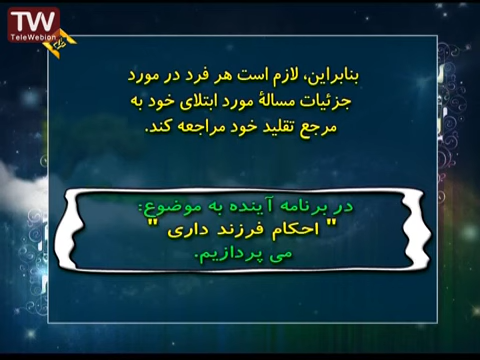 TW
TeleWebion
بنابراین، لازم است هر فرد در مورد
جزئیات مسالهٔ مورد ابتلای خود به
مرجع تقلید خود مراجعه کند.
در برنامه آینده به موضوع:
" احکام فرزند داری "
می پردازیم.